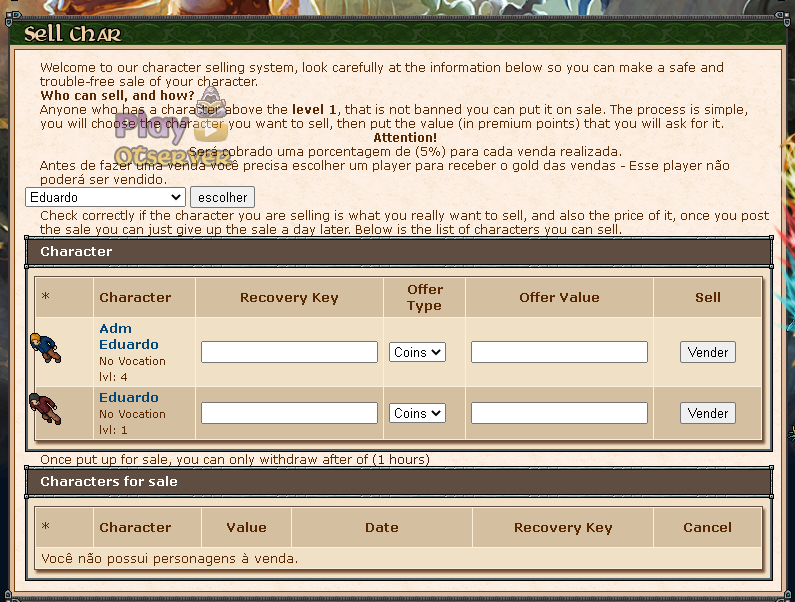 Sell Char
Welcome to our character selling system, look carefully at the information below so you can make a safe and
trouble-free sale of your character.
Who can sell, and how?
Anyone who has a character above the level 1, that is not banned you can put it on sale. The process is simple,
you will choose the character you want to sell, then put the value (in premium points) that you will ask for it.
Attention!
Será cobrado uma porcentagem de (5%) para cada venda realizada.
Antes de fazer uma venda você precisa escolher um player para receber o gold das vendas - Esse player não
poderá ser vendido.
Play
Otserver
Eduardo escolher
Check correctly if the character you are selling is what you really want to sell, and also the price of it, once you post
the sale you can just give up the sale a day later. Below is the list of characters you can sell.
Character
* Character Recovery Key Offer Type Offer Value Sell
Adm
Eduardo
No Vocation
lvl: 4
Coins Vender
Eduardo
No Vocation
lvl: 1
Coins Vender
Once put up for sale, you can only withdraw after of (1 hours)
Characters for sale
* Character Value Date Recovery Key Cancel
Você não possui personagens à venda.